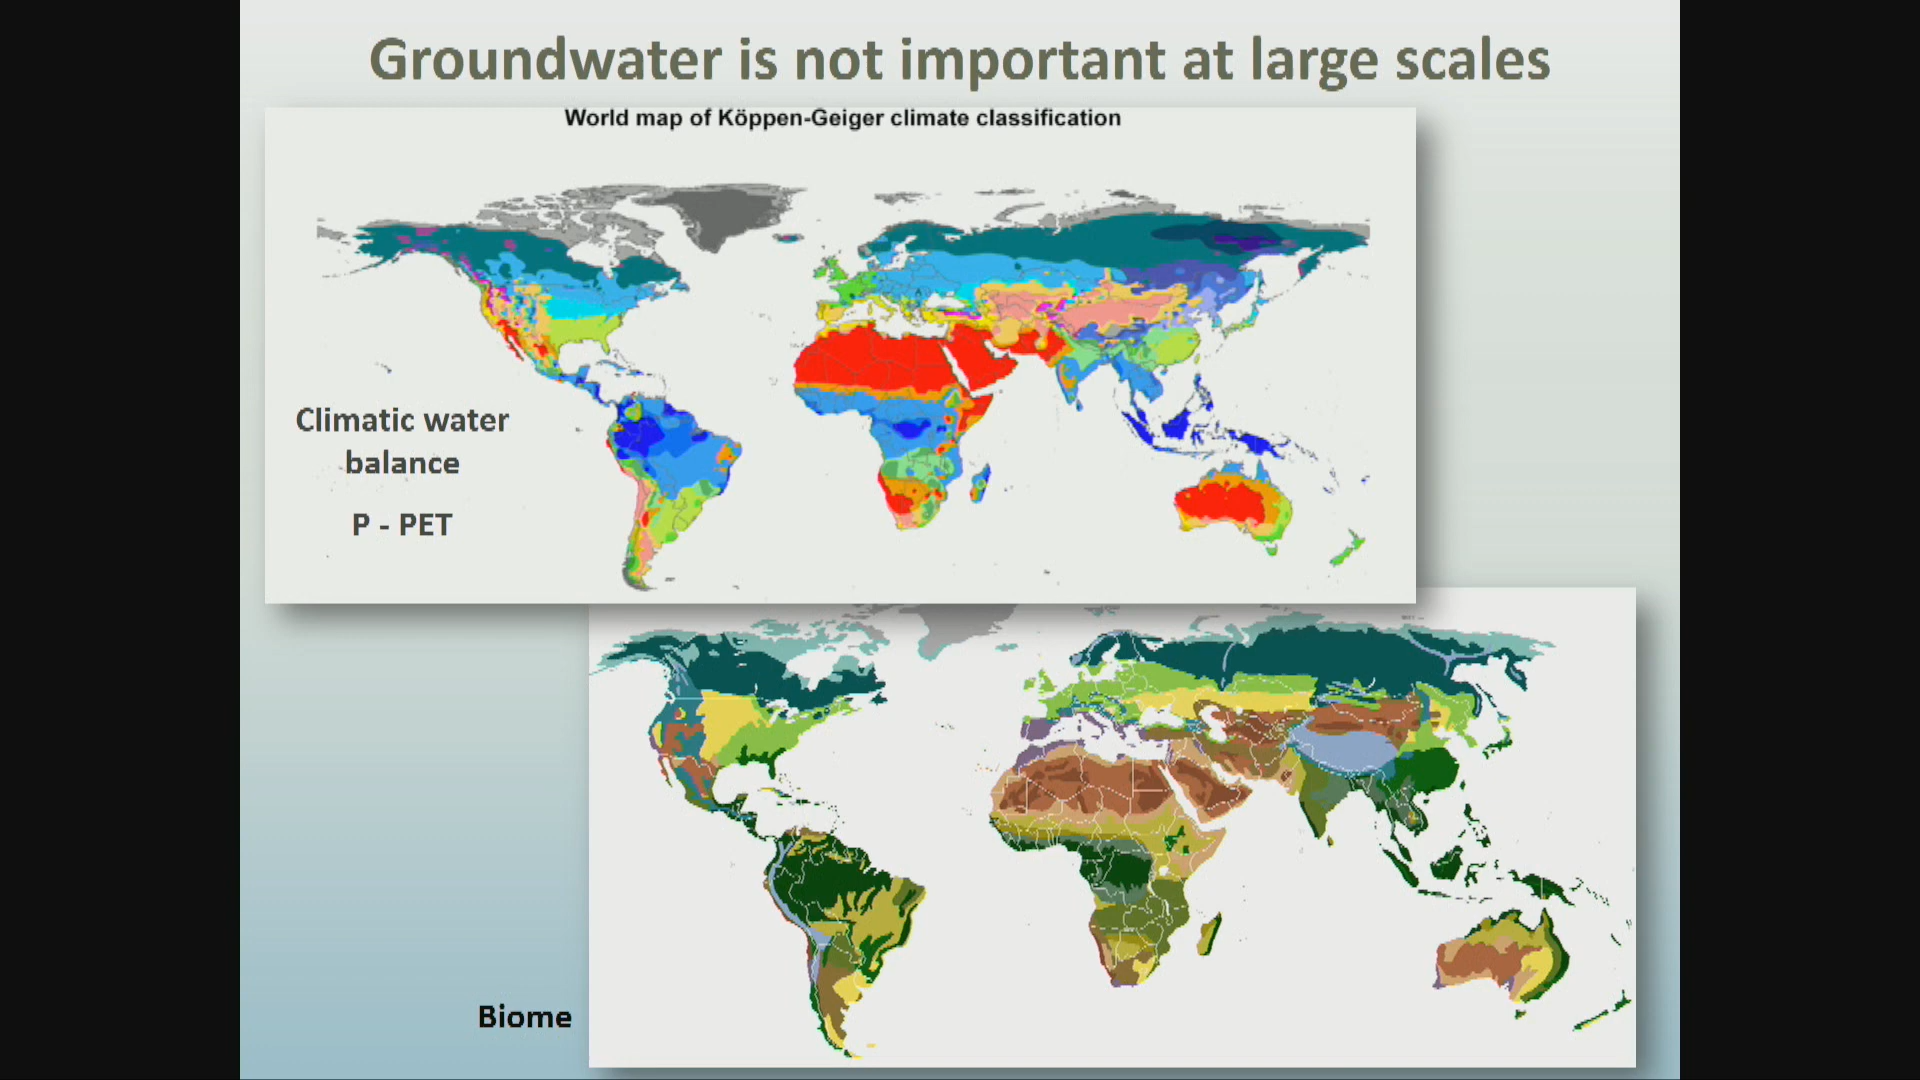 Groundwater is not important at large scales
World map of Köppen-Geiger climate classification
Climatic water
balance
P - PET
Biome